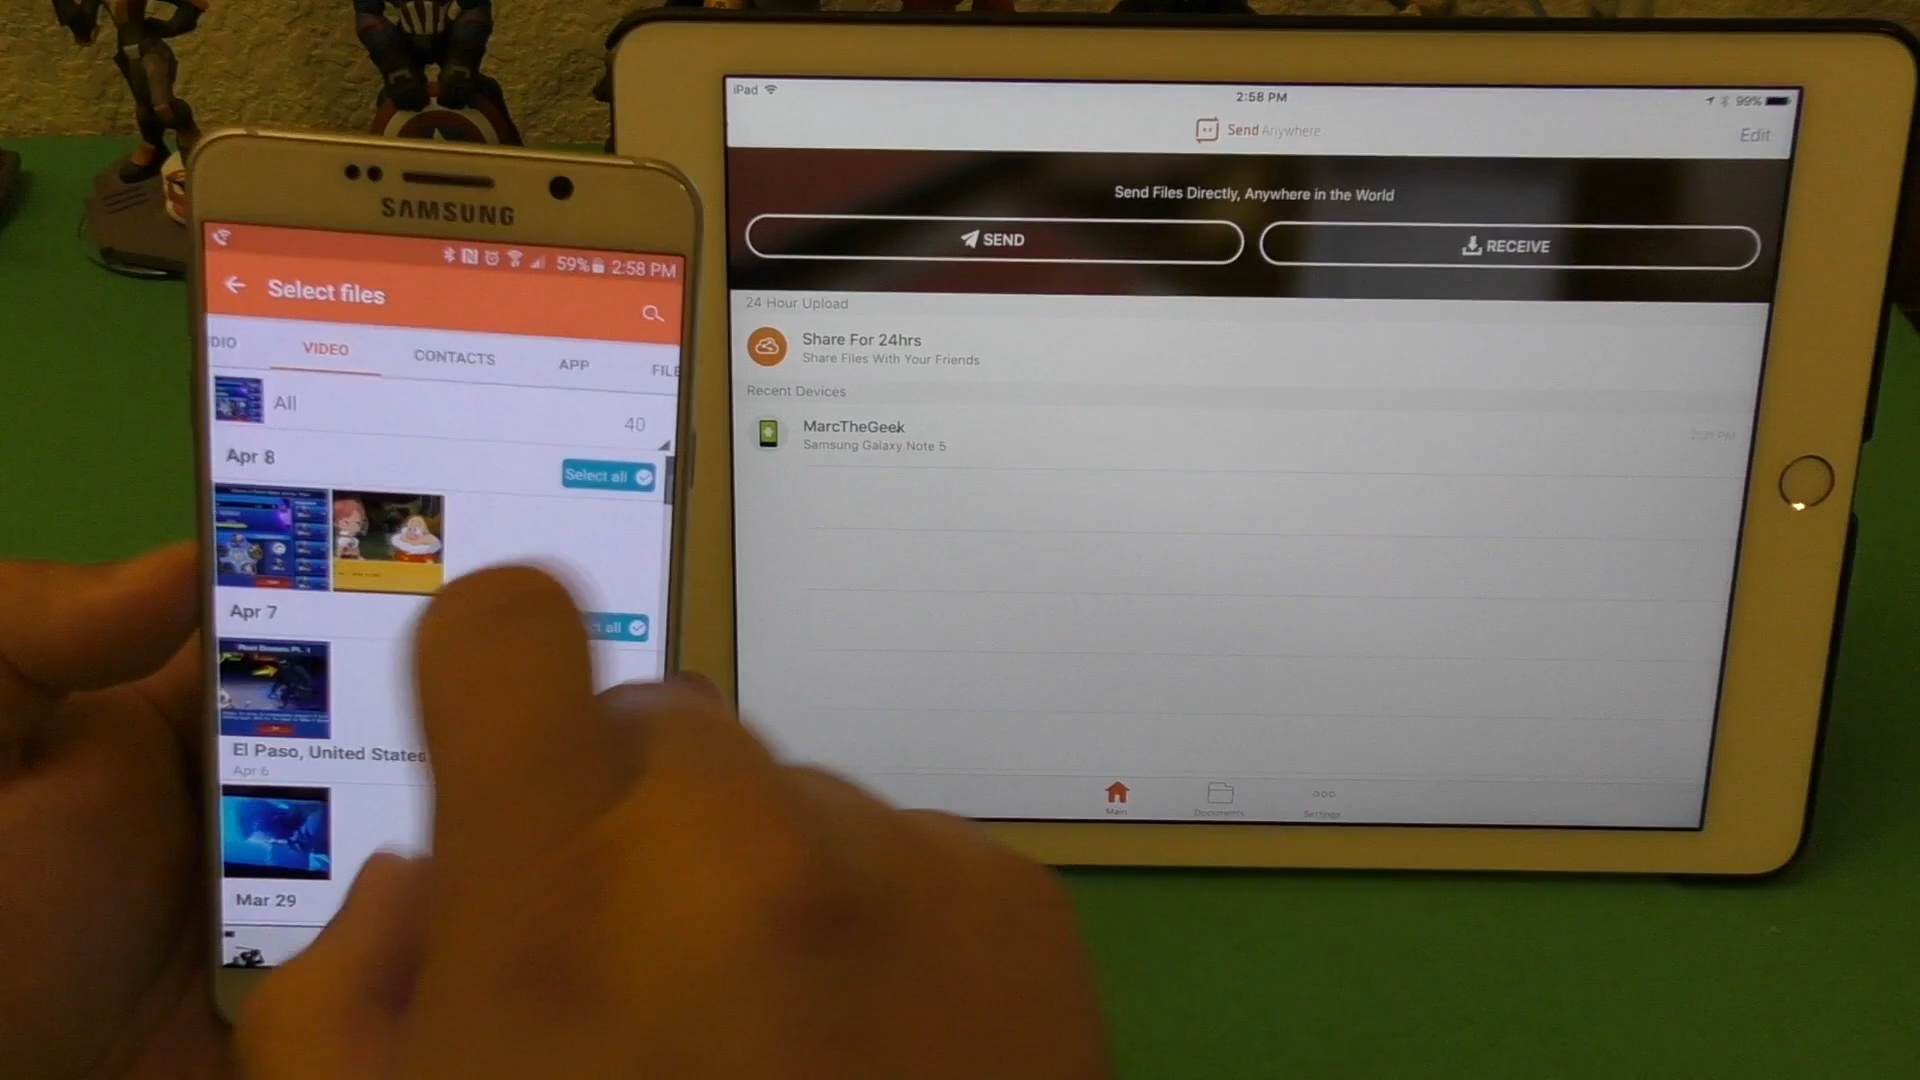 SAMSUNG
59% 2:58 PM
Select files
DIO VIDEO CONTACTS APP FILE
All
40
Apr 8
Select all
Apr 7
ct all
El Paso, United States
Apr 6
Mar 29
iPad
2:58 PM
99%
Send Anywhere
Edit
Send Files Directly, Anywhere in the World
SEND
RECEIVE
24 Hour Upload
Share For 24hrs
Share Files With Your Friends
Recent Devices
MarcTheGeek
Samsung Galaxy Note 5
Main
Documents
Settings